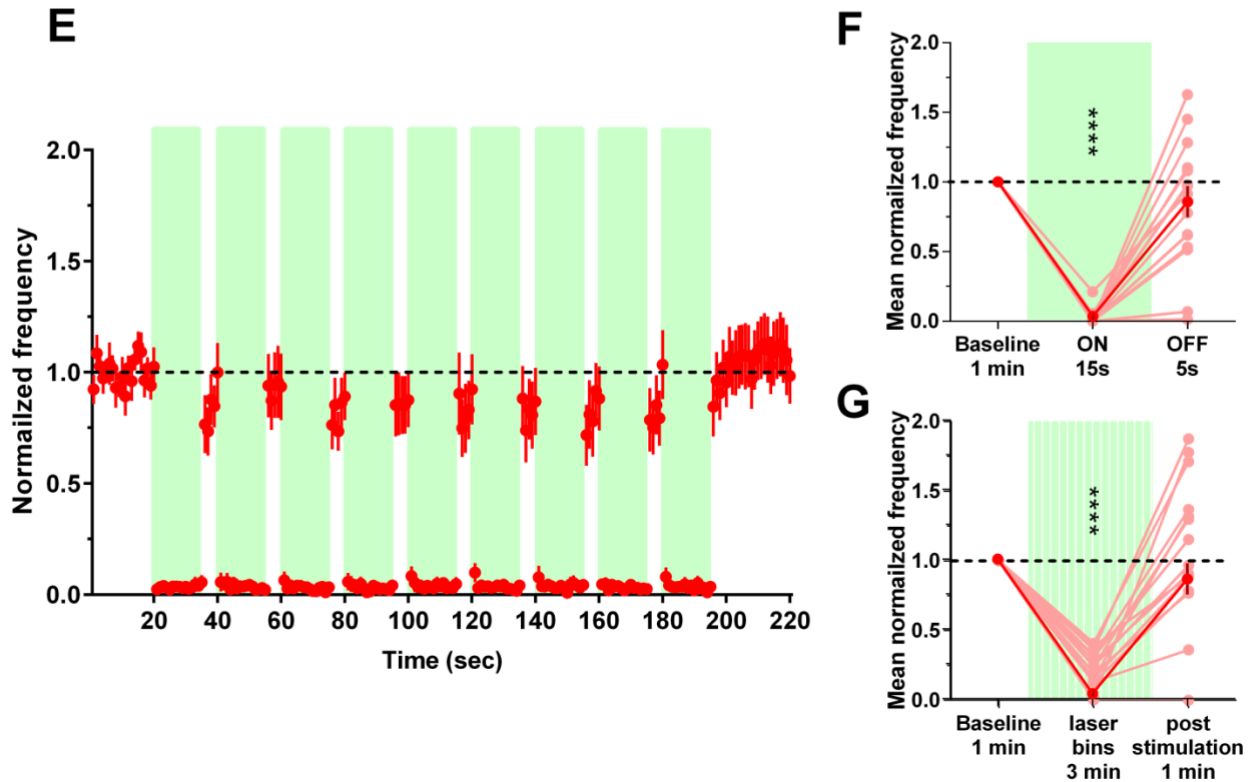 E
Normailzed frequency
2.0
1.5
1.0
0.5
0.0
20 40 60 80 100 120 140 160 180 200 220
Time (sec)
F
Mean normailzed frequency
2.0
1.5
1.0
0.5
0.0
****
Baseline ON OFF
1 min 15s 5s
G
Mean normailzed frequency
2.0
1.5
1.0
0.5
0.0
****
Baseline laser post
1 min bins stimulation
3 min 1 min